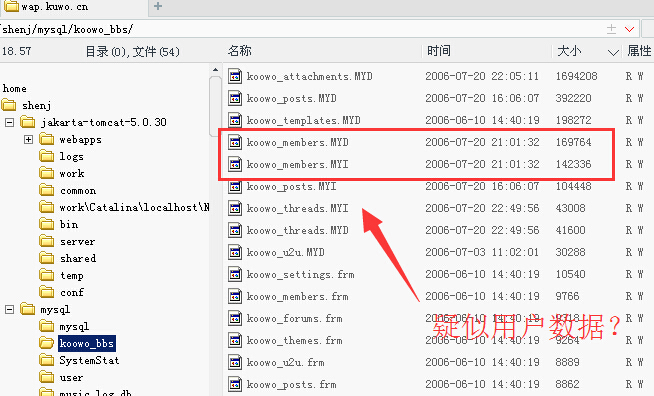 wap.kuwo.cn
shenj/mysql/koowo_bbs/
18.57 目录(0),文件(54) 名称 时间 大小 属性
home
shenj
jakarta-tomcat-5.0.30
webapps
logs
work
common
work\Catalina\localhost\N
bin
server
shared
temp
conf
mysql
mysql
koowo_bbs
SystemStat
user
music_log_db
koowo_attachments.MYD 2006-07-20 22:05:11 1694208 R W
koowo_posts.MYD 2006-07-20 16:06:07 392220 R W
koowo_templates.MYD 2006-06-10 14:40:19 198272 R W
koowo_members.MYD 2006-07-20 21:01:32 169764 R W
koowo_members.MYI 2006-07-20 21:01:32 142336 R W
koowo_posts.MYI 2006-07-20 16:06:07 104448 R W
koowo_threads.MYI 2006-07-20 22:49:56 43008 R W
koowo_threads.MYD 2006-07-20 22:49:56 41600 R W
koowo_u2u.MYD 2006-07-03 11:02:01 30288 R W
koowo_settings.frm 2006-06-10 14:40:19 10540 R W
koowo_members.frm 2006-06-10 14:40:19 9766 R W
koowo_forums.frm 2006-06-10 14:40:19 9318 R W
koowo_themes.frm 2006-06-10 14:40:19 9264 R W
koowo_u2u.frm 2006-06-10 14:40:19 8889 R W
koowo_posts.frm 2006-06-10 14:40:19 8862 R W
疑似用户数据?